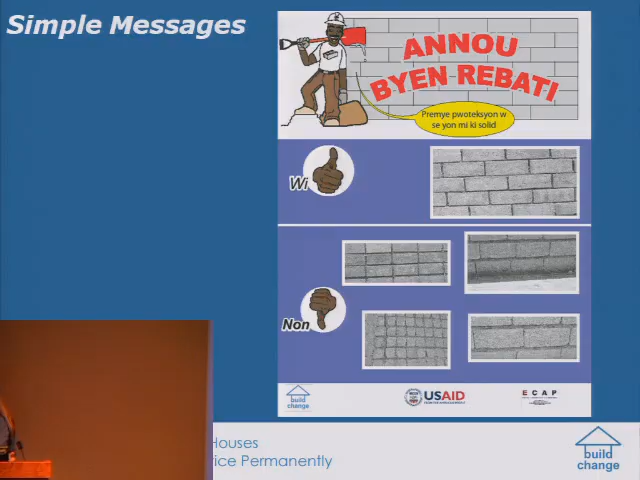 Simple Messages
ANNOU
BYEN REBATI
Premye pwoteksyon w
se yon mi ki solid
Wi
Non
build
change
USAID
ECAP
Houses
ice Permanently
build
change